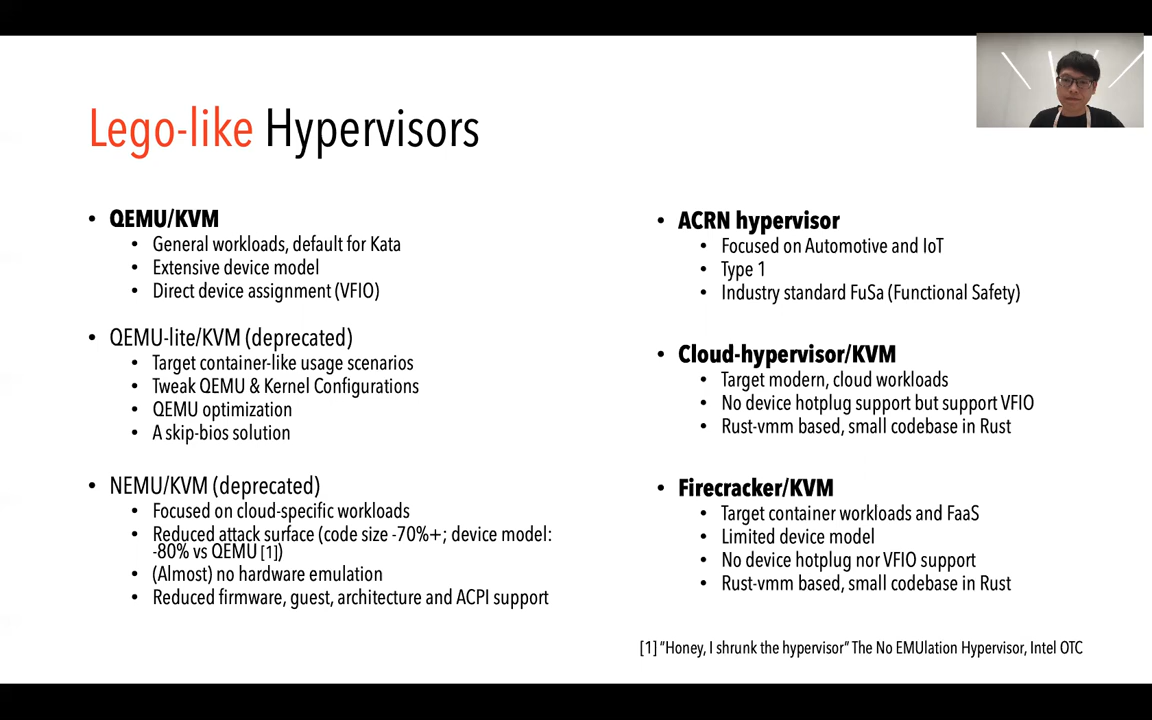 Lego-like Hypervisors
• QEMU/KVM
• General workloads, default for Kata
• Extensive device model
• Direct device assignment (VFIO)
• QEMU-lite/KVM (deprecated)
• Target container-like usage scenarios
• Tweak QEMU & Kernel Configurations
• QEMU optimization
• A skip-bios solution
• NEMU/KVM (deprecated)
• Focused on cloud-specific workloads
• Reduced attack surface (code size -70%+; device model:
-80% vs QEMU [1])
• (Almost) no hardware emulation
• Reduced firmware, guest, architecture and ACPI support
• ACRN hypervisor
• Focused on Automotive and IoT
• Type 1
• Industry standard FuSa (Functional Safety)
• Cloud-hypervisor/KVM
• Target modern, cloud workloads
• No device hotplug support but support VFIO
• Rust-vmm based, small codebase in Rust
• Firecracker/KVM
• Target container workloads and FaaS
• Limited device model
• No device hotplug nor VFIO support
• Rust-vmm based, small codebase in Rust
[1] "Honey, I shrunk the hypervisor" The No EMUlation Hypervisor, Intel OTC